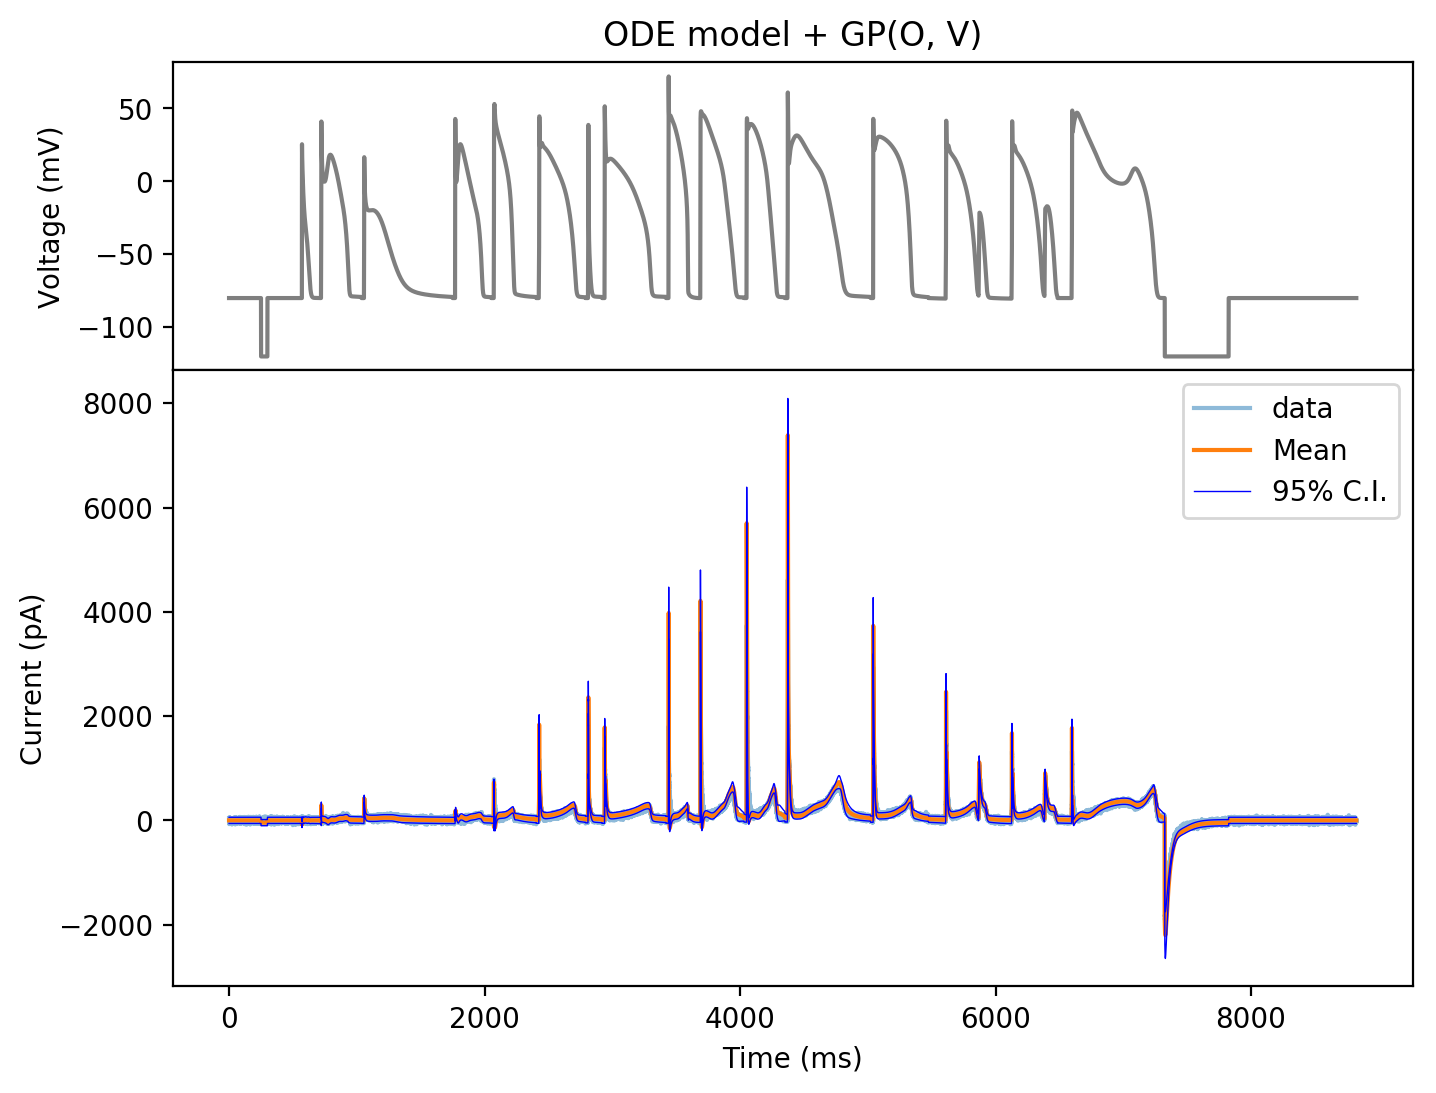 ODE model + GP(O, V)
Voltage (mV)
50
0
−50
−100
Current (pA)
8000
6000
4000
2000
0
−2000
data
Mean
95% C.I.
0 2000 4000 6000 8000
Time (ms)